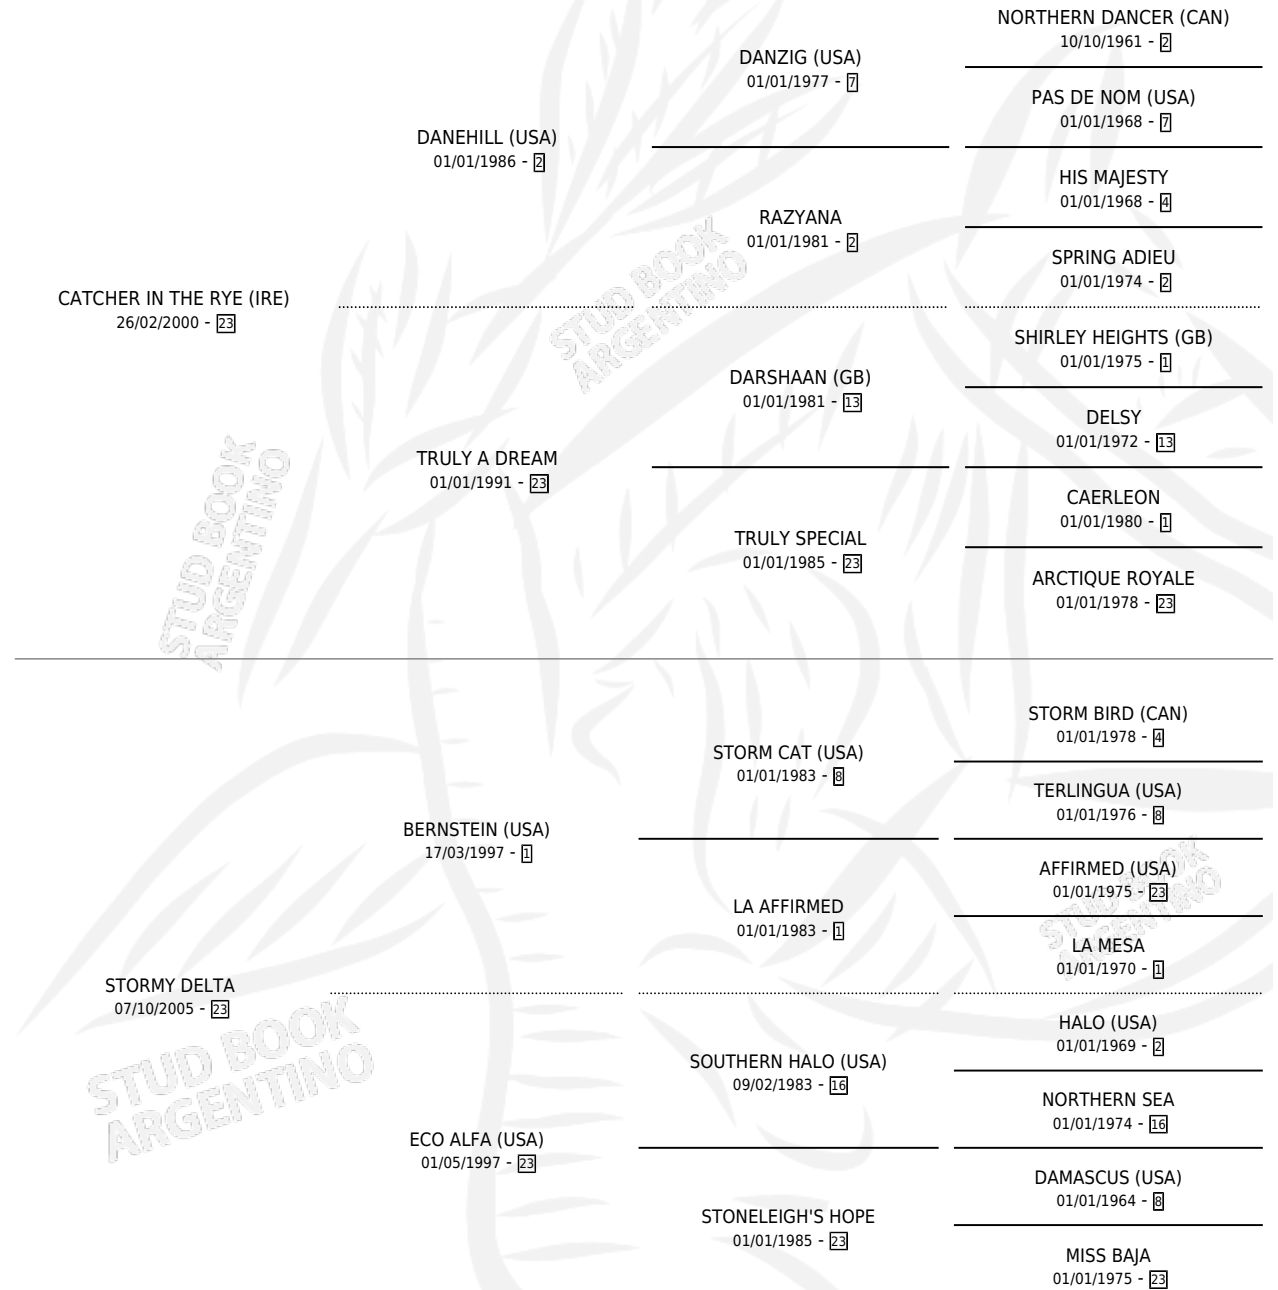 NORTHERN DANCER (CAN)
10/10/1961 - 2
DANZIG (USA)
01/01/1977 - 7
PAS DE NOM (USA)
01/01/1968 - 7
DANEHILL (USA)
01/01/1986 - 2
HIS MAJESTY
01/01/1968 - 4
RAZYANA
01/01/1981 - 2
SPRING ADIEU
01/01/1974 - 2
CATCHER IN THE RYE (IRE)
26/02/2000 - 23
SHIRLEY HEIGHTS (GB)
01/01/1975 - 1
DARSHAAN (GB)
01/01/1981 - 13
DELSY
01/01/1972 - 13
TRULY A DREAM
01/01/1991 - 23
CAERLEON
01/01/1980 - 1
TRULY SPECIAL
01/01/1985 - 23
ARCTIQUE ROYALE
01/01/1978 - 23
STORM BIRD (CAN)
01/01/1978 - 4
STORM CAT (USA)
01/01/1983 - 8
TERLINGUA (USA)
01/01/1976 - 8
BERNSTEIN (USA)
17/03/1997 - 1
AFFIRMED (USA)
01/01/1975 - 23
LA AFFIRMED
01/01/1983 - 1
LA MESA
01/01/1970 - 1
STORMY DELTA
07/10/2005 - 23
HALO (USA)
01/01/1969 - 2
SOUTHERN HALO (USA)
09/02/1983 - 16
NORTHERN SEA
01/01/1974 - 16
ECO ALFA (USA)
01/05/1997 - 23
DAMASCUS (USA)
01/01/1964 - 8
STONELEIGH'S HOPE
01/01/1985 - 23
MISS BAJA
01/01/1975 - 23
STUD BOOK
ARGENTINO
STUD BOOK
ARGENTINO
STUD BOOK
ARGENTINO
STUD BOOK
ARGENTINO